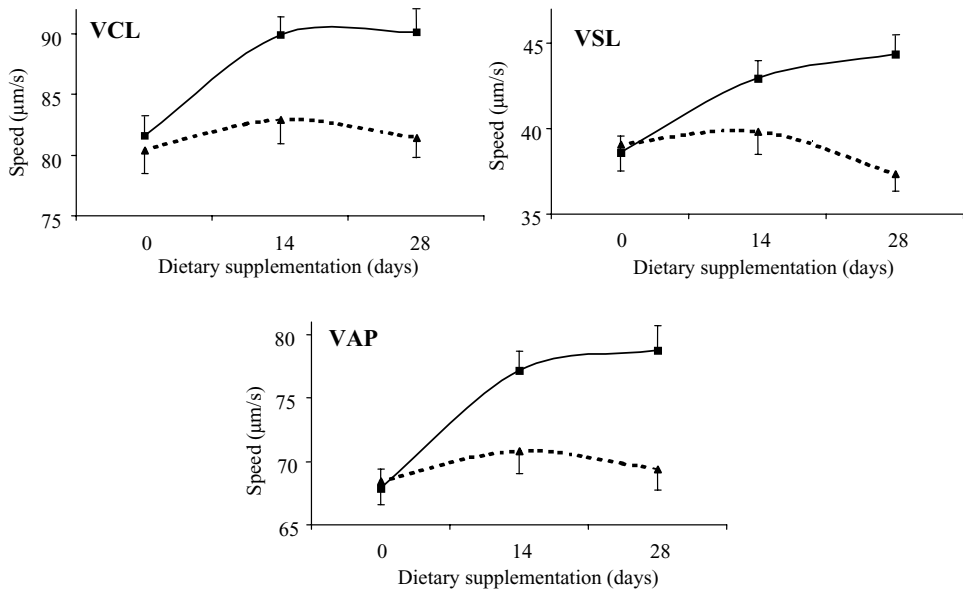 VCL
Speed (µm/s)
90
85
80
75
0 14 28
Dietary supplementation (days)
VSL
Speed (µm/s)
45
40
35
0 14 28
Dietary supplementation (days)
VAP
Speed (µm/s)
80
75
70
65
0 14 28
Dietary supplementation (days)